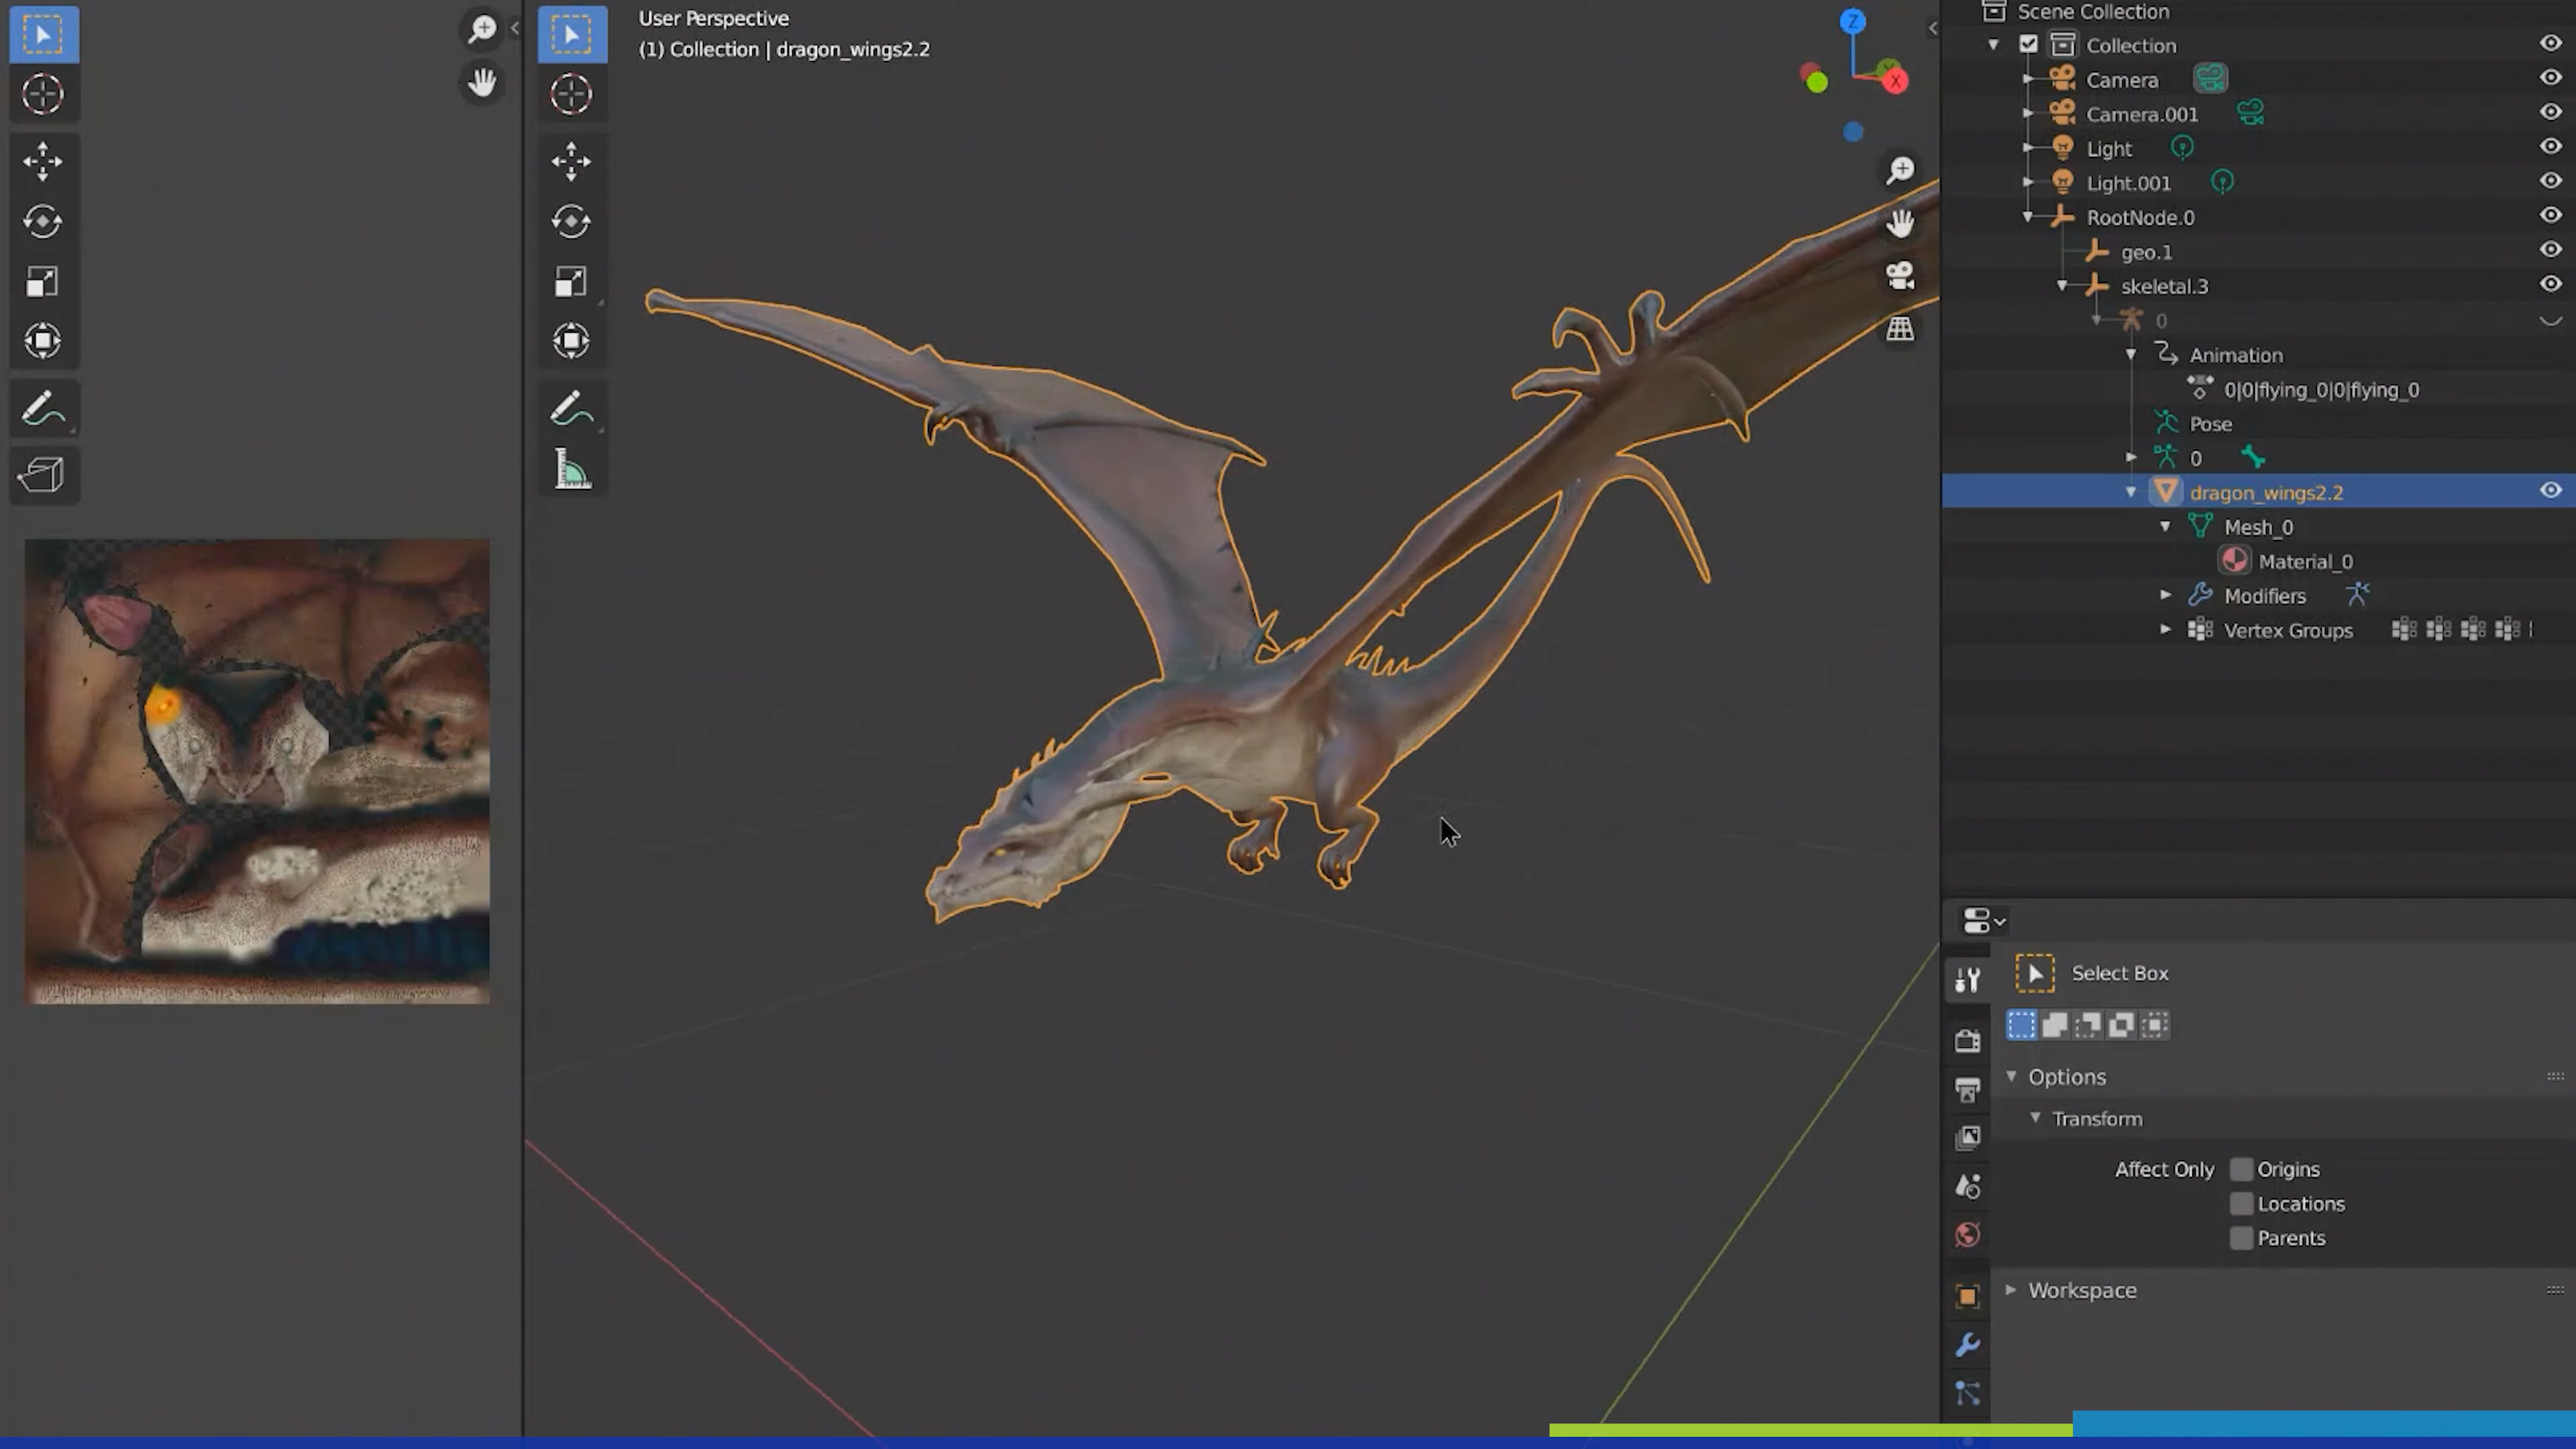 User Perspective
(1) Collection | dragon_wings2.2
Z
Y
X
Scene Collection
Collection
Camera
Camera.001
Light
Light.001
RootNode.0
geo.1
skeletal.3
0
Animation
0|0|flying_0|0|flying_0
Pose
0
dragon_wings2.2
Mesh_0
Material_0
Modifiers
Vertex Groups
Select Box
Options
Transform
Affect Only Origins
Locations
Parents
Workspace